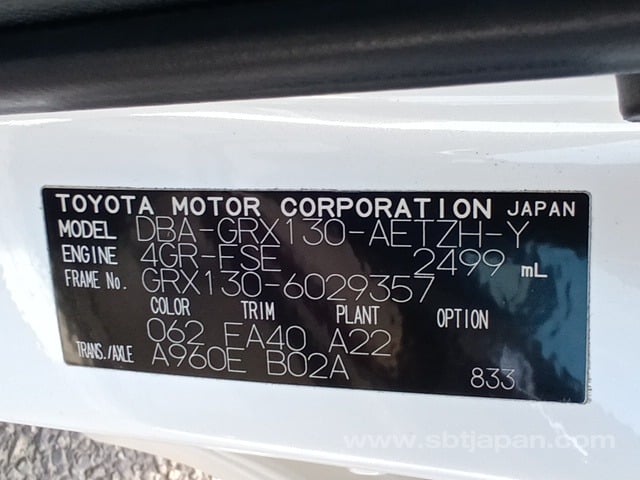 TOYOTA MOTOR CORPORATION JAPAN
MODEL DBA-GRX130-AETZH-Y
ENGINE 4GR-FSE 2499 mL
FRAME No. GRX130-6029357
COLOR TRIM PLANT OPTION
062 FA40 A22
TRANS./AXLE A960E B02A
833
www.sbtjapan.com